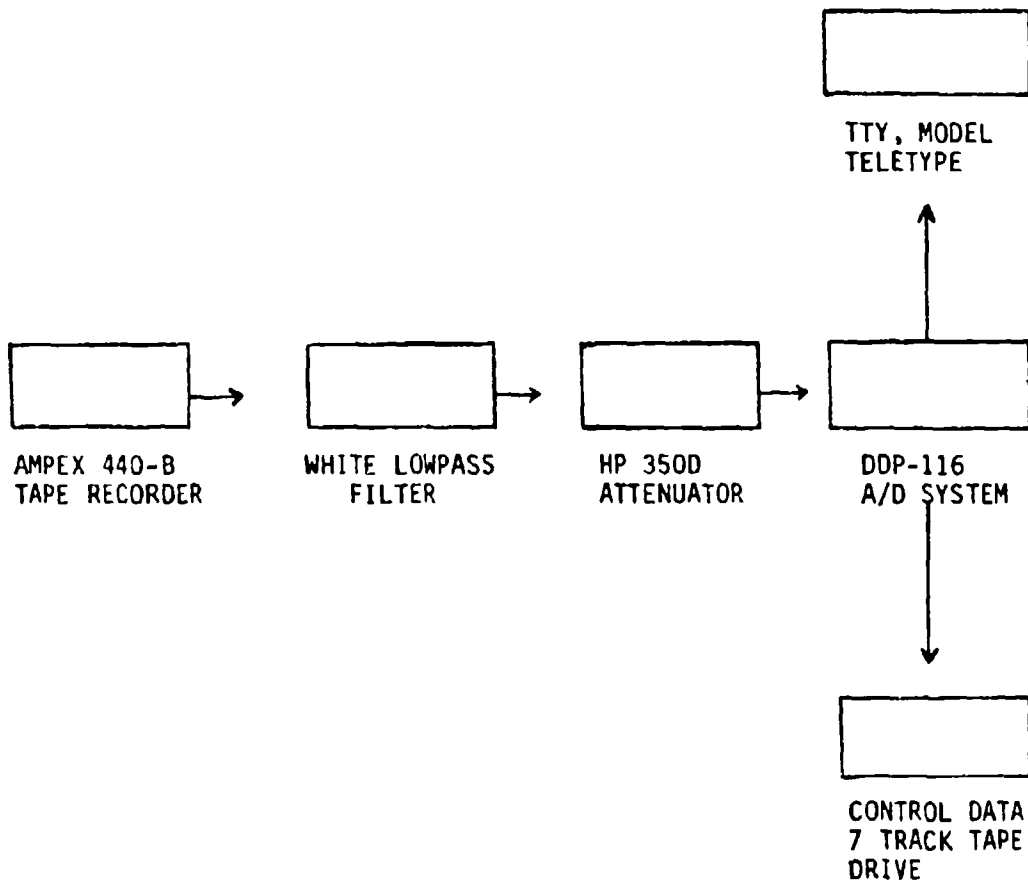 TTY, MODEL
TELETYPE
AMPEX 440-B
TAPE RECORDER
WHITE LOWPASS
FILTER
HP 350D
ATTENUATOR
DDP-116
A/D SYSTEM
CONTROL DATA
7 TRACK TAPE
DRIVE